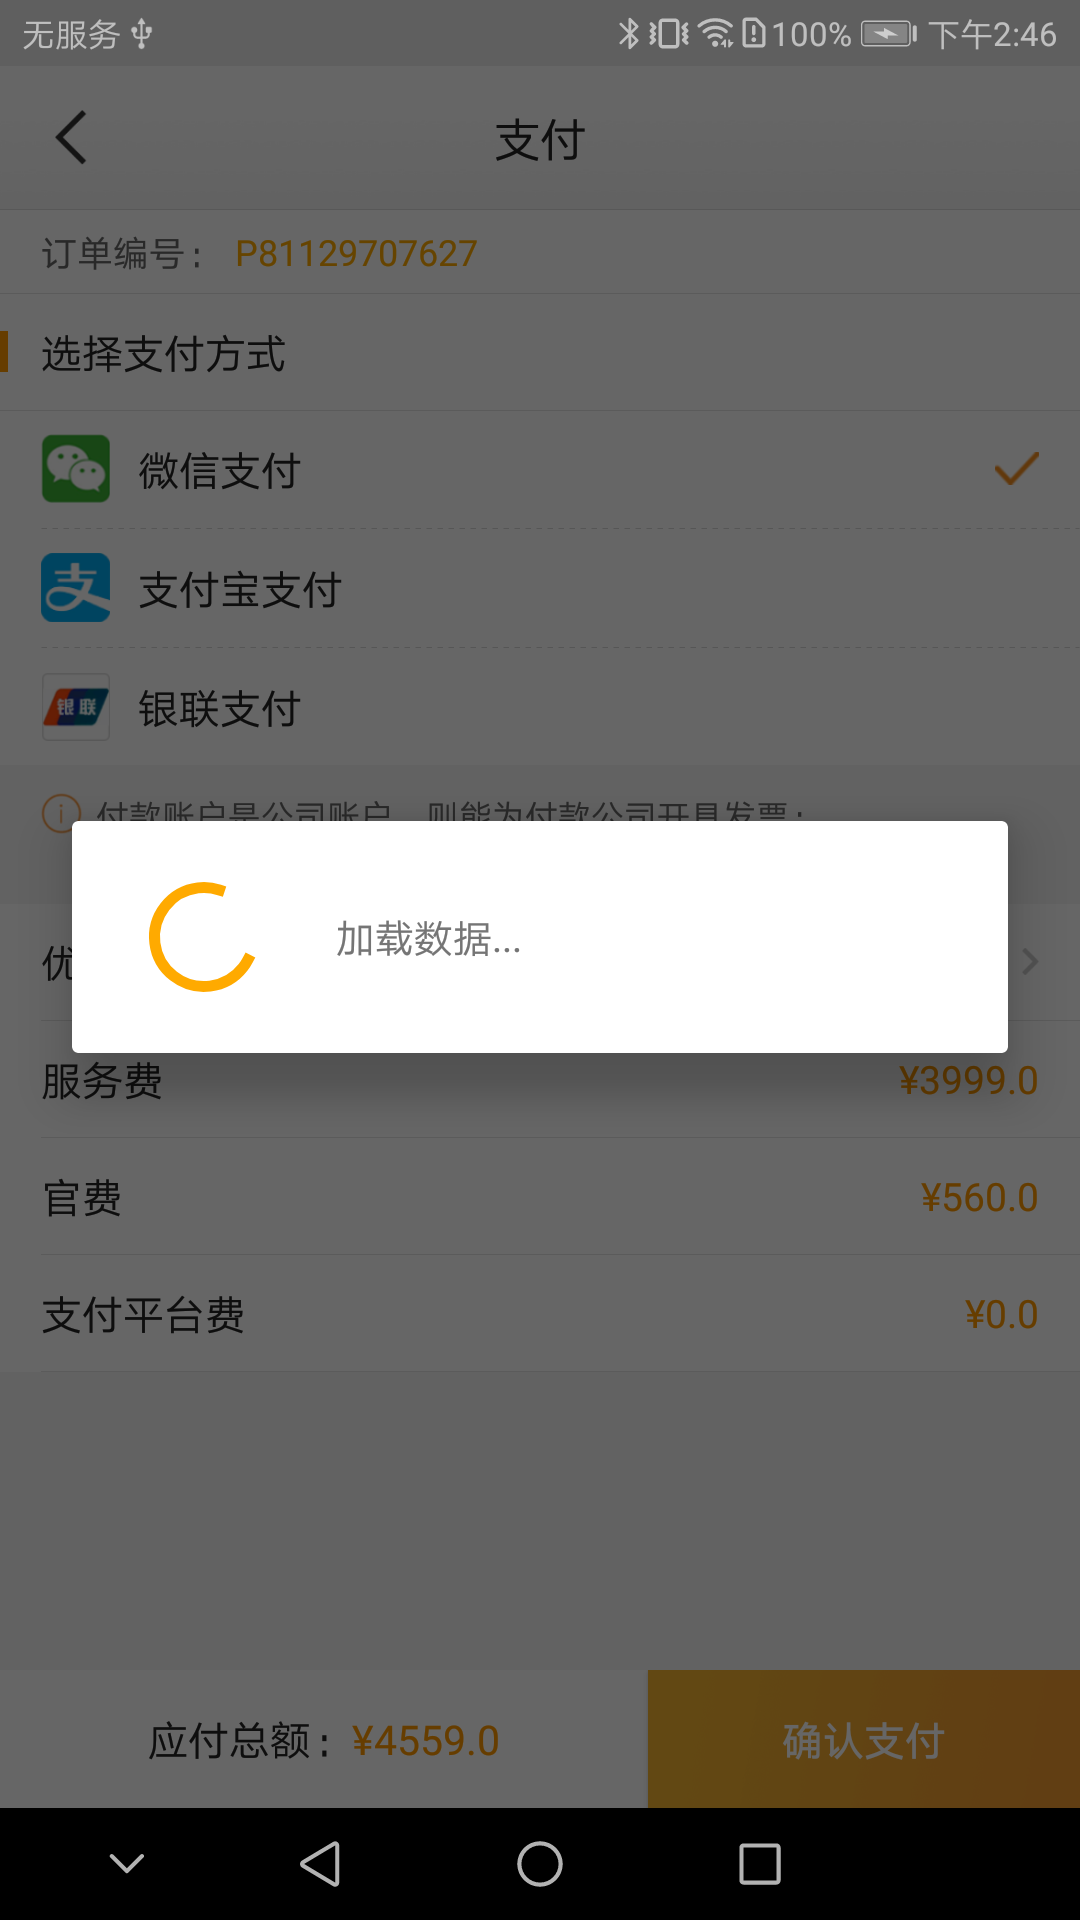 无服务 100% 下午2:46
支付
订单编号： P81129707627
选择支付方式
微信支付
支付宝支付
银联 银联支付
付款账户是公司账户，则能为付款公司开具发票；
加载数据...
优
服务费 ¥3999.0
官费 ¥560.0
支付平台费 ¥0.0
应付总额：¥4559.0 确认支付